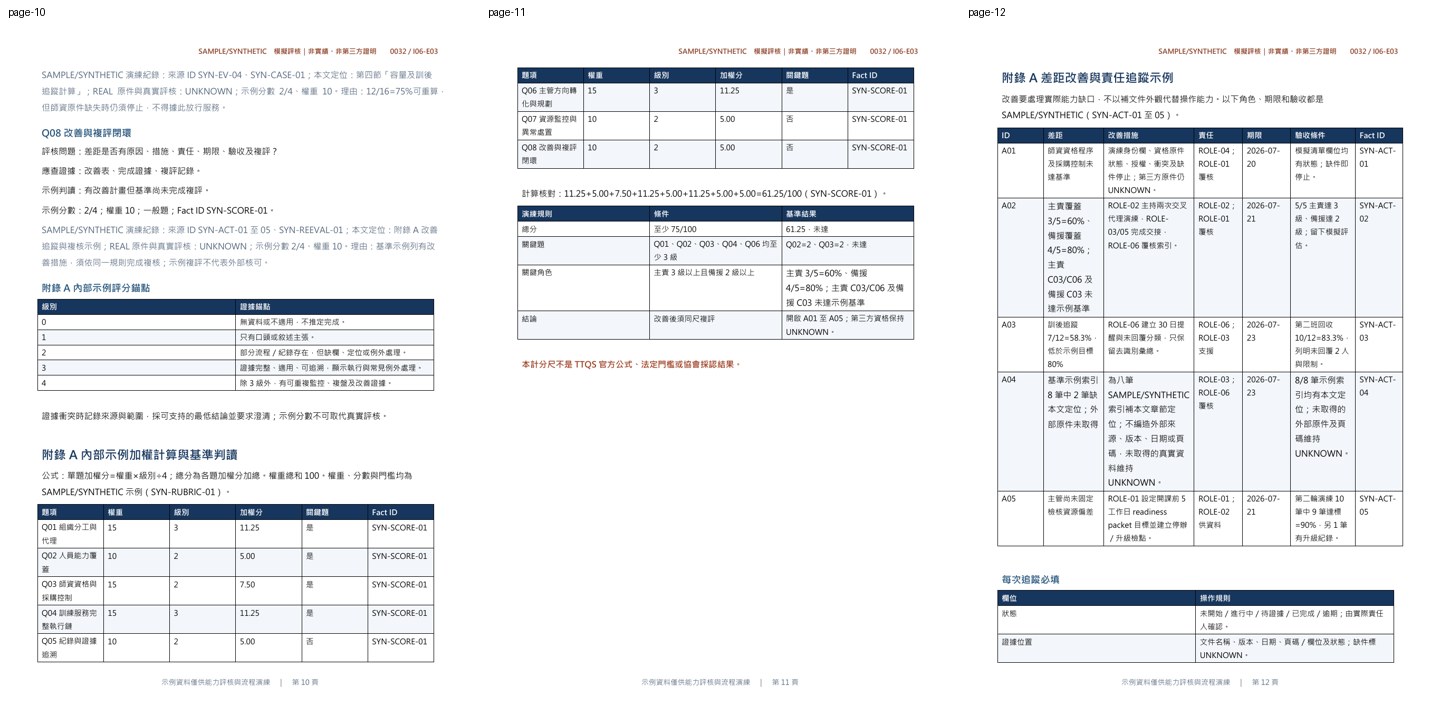 page-10
SAMPLE/SYNTHETIC 模擬評核｜非實績、非第三方證明 0032 / I06-E03
SAMPLE/SYNTHETIC 演練紀錄：來源 ID SYN-EV-04、SYN-CASE-01；本文定位：第四節「容量及訓後
追蹤計算」；REAL 原件與真實評核：UNKNOWN；示例分數 2/4、權重 10。理由：12/16=75%可重算，
但師資原件缺失時仍須停止，不得據此放行服務。
Q08 改善與複評閉環
評核問題：差距是否有原因、措施、責任、期限、驗收及複評？
應查證據：改善表、完成證據、複評記錄。
示例判讀：有改善計畫但基準尚未完成複評。
示例分數：2/4；權重 10；一般題；Fact ID SYN-SCORE-01。
SAMPLE/SYNTHETIC 演練紀錄：來源 ID SYN-ACT-01 至 05、SYN-REEVAL-01；本文定位：附錄 A 改善
追蹤與複核示例；REAL 原件與真實評核：UNKNOWN；示例分數 2/4、權重 10。理由：基準示例列有改
善措施，須依同一規則完成複核；示例複評不代表外部核可。
附錄 A 內部示例評分錨點
級別 證據錨點
0 無資料或不適用，不推定完成。
1 只有口頭或敘述主張。
2 部分流程 / 紀錄存在，但缺欄、定位或例外處理。
3 證據完整、適用、可追溯，顯示執行與常見例外處理。
4 除 3 級外，有可重複監控、複盤及改善證據。
證據衝突時記錄來源與範圍，採可支持的最低結論並要求澄清；示例分數不可取代真實評核。
附錄 A 內部示例加權計算與基準判讀
公式：單題加權分=權重×級別÷4；總分為各題加權分加總。權重總和 100。權重、分數與門檻均為
SAMPLE/SYNTHETIC 示例（SYN-RUBRIC-01）。
題項 權重 級別 加權分 關鍵題 Fact ID
Q01 組織分工與 15 3 11.25 是 SYN-SCORE-01
代理
Q02 人員能力覆 10 2 5.00 是 SYN-SCORE-01
蓋
Q03 師資資格與 15 2 7.50 是 SYN-SCORE-01
採購控制
Q04 訓練服務完 15 3 11.25 是 SYN-SCORE-01
整執行鏈
Q05 紀錄與證據 10 2 5.00 否 SYN-SCORE-01
追溯
示例資料僅供能力評核與流程演練 | 第 10 頁
page-11
SAMPLE/SYNTHETIC 模擬評核｜非實績、非第三方證明 0032 / I06-E03
題項 權重 級別 加權分 關鍵題 Fact ID
Q06 主管方向轉 15 3 11.25 是 SYN-SCORE-01
化與規劃
Q07 資源監控與 10 2 5.00 否 SYN-SCORE-01
異常處置
Q08 改善與複評 10 2 5.00 否 SYN-SCORE-01
閉環
計算核對：11.25+5.00+7.50+11.25+5.00+11.25+5.00+5.00=61.25/100（SYN-SCORE-01）。
演練規則 條件 基準結果
總分 至少 75/100 61.25，未達
關鍵題 Q01、Q02、Q03、Q04、Q06 均至 Q02=2、Q03=2，未達
少 3 級
關鍵角色 主責 3 級以上且備援 2 級以上 主責 3/5=60%、備援
4/5=80%；主責 C03/C06 及備
援 C03 未達示例基準
結論 改善後須同尺複評 開啟 A01 至 A05；第三方資格保持
UNKNOWN。
本計分尺不是 TTQS 官方公式、法定門檻或協會採認結果。
示例資料僅供能力評核與流程演練 | 第 11 頁
page-12
SAMPLE/SYNTHETIC 模擬評核｜非實績、非第三方證明 0032 / I06-E03
附錄 A 差距改善與責任追蹤示例
改善要處理實際能力缺口，不以補文件外觀代替操作能力。以下角色、期限和驗收都是
SAMPLE/SYNTHETIC（SYN-ACT-01 至 05）。
ID 差距 改善措施 責任 期限 驗收條件 Fact ID
A01 師資資格程序 演練身份欄、資格原件 ROLE-04； 2026-07- 模擬清單欄位均 SYN-ACT-
及採購控制未 狀態、授權、衝突及缺 ROLE-01 20 有狀態；缺件即 01
達基準 件停止；第三方原件仍 覆核 停止。
UNKNOWN。
A02 主責覆蓋 ROLE-02 主持兩次交叉 ROLE-02； 2026-07- 5/5 主責達 3 SYN-ACT-
3/5=60%、 代理演練，ROLE- ROLE-01 21 級、備援達 2 02
備援覆蓋 03/05 完成交接， 覆核 級；留下模擬評
4/5=80%； ROLE-06 覆核索引。 估。
主責
C03/C06 及
備援 C03 未
達示例基準
A03 訓後追蹤 ROLE-06 建立 30 日提 ROLE-06； 2026-07- 第二班回收 SYN-ACT-
7/12=58.3%， 醒與未回覆分類，只保 ROLE-03 23 10/12=83.3%， 03
低於示例目標 留去識別彙總。 支援 列明未回覆 2 人
80% 與限制。
A04 基準示例索引 為八筆 ROLE-03； 2026-07- 8/8 筆示例索 SYN-ACT-
8 筆中 2 筆缺 SAMPLE/SYNTHETIC ROLE-06 23 引均有本文定 04
本文定位；外 索引補本文章節定 覆核 位；未取得的
部原件未取得 位；不編造外部來 外部原件及頁
源、版本、日期或頁 碼維持
碼，未取得的真實資 UNKNOWN。
料維持
UNKNOWN。
A05 主管尚未固定 ROLE-01 設定開課前 5 ROLE-01； 2026-07- 第二輪演練 10 SYN-ACT-
檢核資源偏差 工作日 readiness ROLE-02 21 筆中 9 筆達標 05
packet 目標並建立停辦 供資料 =90%，另 1 筆
/ 升級檢點。 有升級紀錄。
每次追蹤必填
欄位 操作規則
狀態 未開始 / 進行中 / 待證據 / 已完成 / 逾期；由實際責任
人確認。
證據位置 文件名稱、版本、日期、頁碼 / 欄位及狀態；缺件標
UNKNOWN。
示例資料僅供能力評核與流程演練 | 第 12 頁